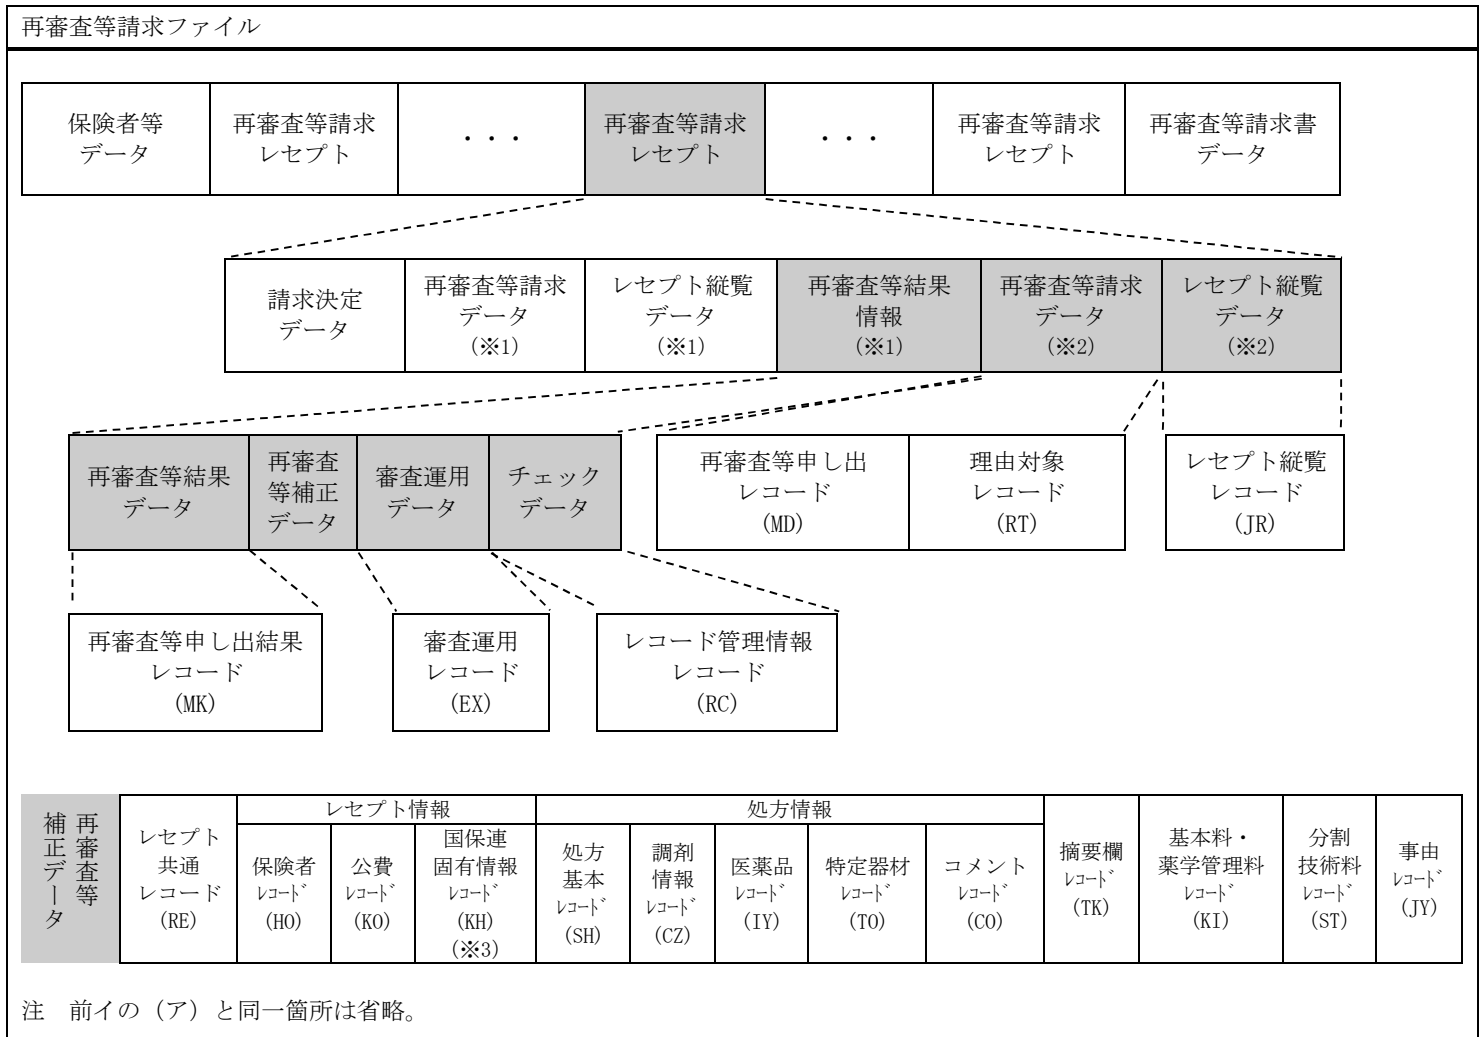 再審査等請求ファイル
保険者等
データ
再審査等請求
レセプト
・・・
再審査等請求
レセプト
・・・
再審査等請求
レセプト
再審査等請求書
データ
請求決定
データ
再審査等請求
データ
(※1)
レセプト縦覧
データ
(※1)
再審査等結果
情報
(※1)
再審査等請求
データ
(※2)
レセプト縦覧
データ
(※2)
再審査等結果
データ
再審査
等補正
データ
審査運用
データ
チェック
データ
再審査等申し出
レコード
(MD)
理由対象
レコード
(RT)
レセプト縦覧
レコード
(JR)
再審査等申し出結果
レコード
(MK)
審査運用
レコード
(EX)
レコード管理情報
レコード
(RC)
再審査等
補正データ
レセプト
共通
レコード
(RE)
レセプト情報
保険者
ﾚｺｰﾄﾞ
(HO)
公費
ﾚｺｰﾄﾞ
(KO)
国保連
固有情報
ﾚｺｰﾄﾞ
(KH)
(※3)
処方情報
処方
基本
ﾚｺｰﾄﾞ
(SH)
調剤
情報
ﾚｺｰﾄﾞ
(CZ)
医薬品
ﾚｺｰﾄﾞ
(IY)
特定器材
ﾚｺｰﾄﾞ
(TO)
コメント
ﾚｺｰﾄﾞ
(CO)
摘要欄
ﾚｺｰﾄﾞ
(TK)
基本料・
薬学管理料
ﾚｺｰﾄﾞ
(KI)
分割
技術料
ﾚｺｰﾄﾞ
(ST)
事由
ﾚｺｰﾄﾞ
(JY)
注　前イの（ア）と同一箇所は省略。